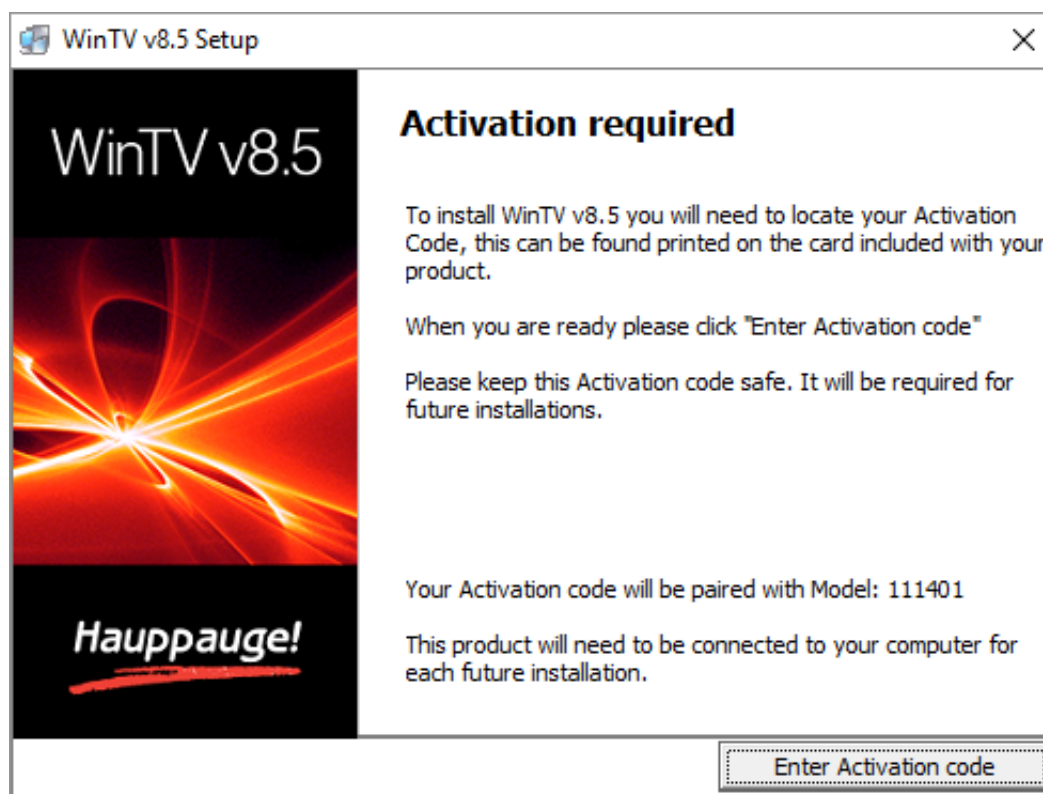 WinTV v8.5 Setup
WinTV v8.5
Activation required
To install WinTV v8.5 you will need to locate your Activation
Code, this can be found printed on the card included with your
product.
When you are ready please click "Enter Activation code"
Please keep this Activation code safe. It will be required for
future installations.
Your Activation code will be paired with Model: 111401
This product will need to be connected to your computer for
each future installation.
Hauppauge!
Enter Activation code